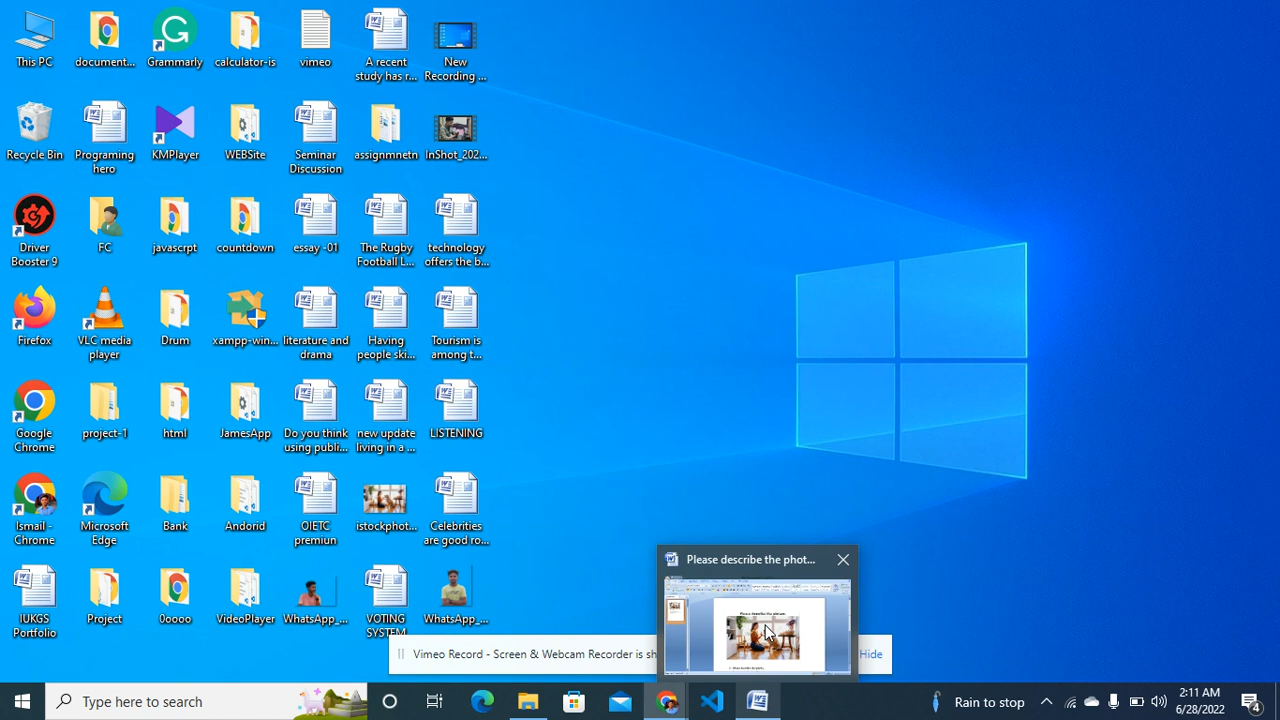 This PC
document...
Grammarly
calculator-is
vimeo
A recent
study has r...
New
Recording ...
Recycle Bin
Programing
hero
KMPlayer
WEBSite
Seminar
Discussion
assignmnetn
InShot_202...
Driver
Booster 9
FC
javascrpt
countdown
essay -01
The Rugby
Football L...
technology
offers the b...
Firefox
VLC media
player
Drum
xampp-win...
literature and
drama
Having
people ski...
Tourism is
among t...
Google
Chrome
project-1
html
JamesApp
Do you think
using publi...
new update
living in a ...
LISTENING
Ismail -
Chrome
Microsoft
Edge
Bank
Andorid
OIETC
premiun
istockphot...
Celebrities
are good ro...
IUKGS
Portfolio
Project
0oooo
VideoPlayer
WhatsApp_...
VOTING
SYSTEM
WhatsApp_...
Please describe the phot...
Please describe the picture.
Vimeo Record - Screen & Webcam Recorder is sh
Hide
Type here to search
Rain to stop
2:11 AM
6/28/2022
4